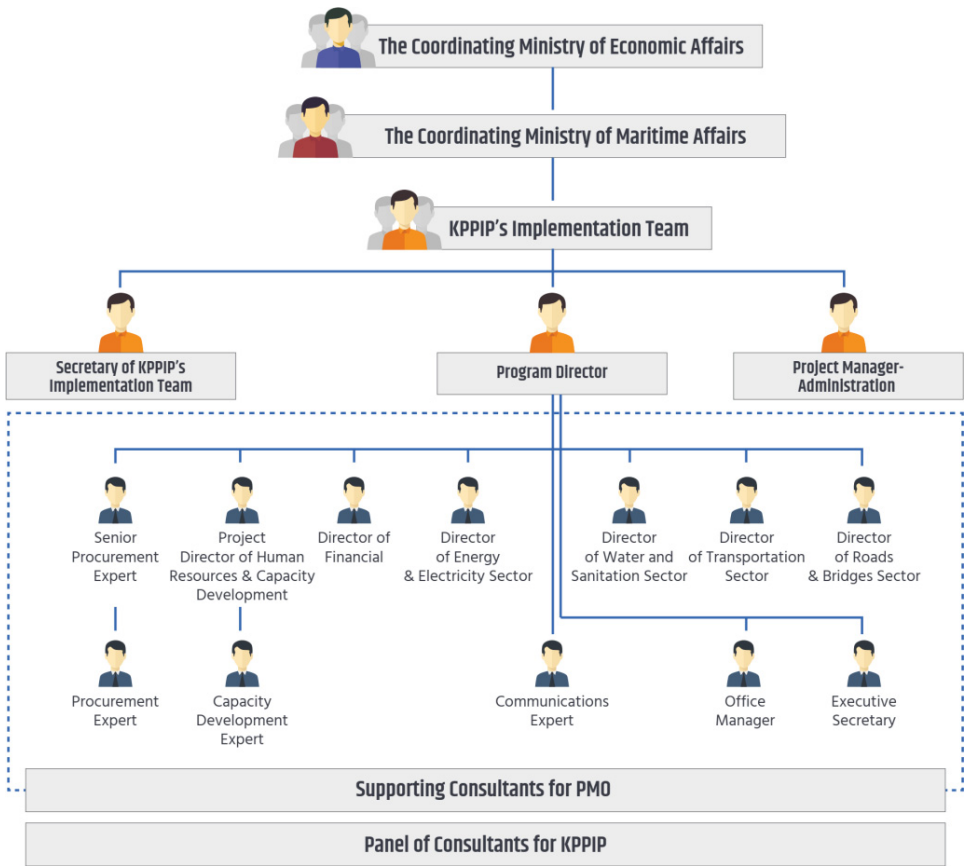 The Coordinating Ministry of Economic Affairs
The Coordinating Ministry of Maritime Affairs
KPPIP's Implementation Team
Secretary of KPPIP's
Implementation Team
Program Director
Project Manager-
Administration
Senior
Procurement
Expert
Project
Director of Human
Resources & Capacity
Development
Director of
Financial
Director
of Energy
& Electricity Sector
Director
of Water and
Sanitation Sector
Director
of Transportation
Sector
Director
of Roads
& Bridges Sector
Procurement
Expert
Capacity
Development
Expert
Communications
Expert
Office
Manager
Executive
Secretary
Supporting Consultants for PMO
Panel of Consultants for KPPIP